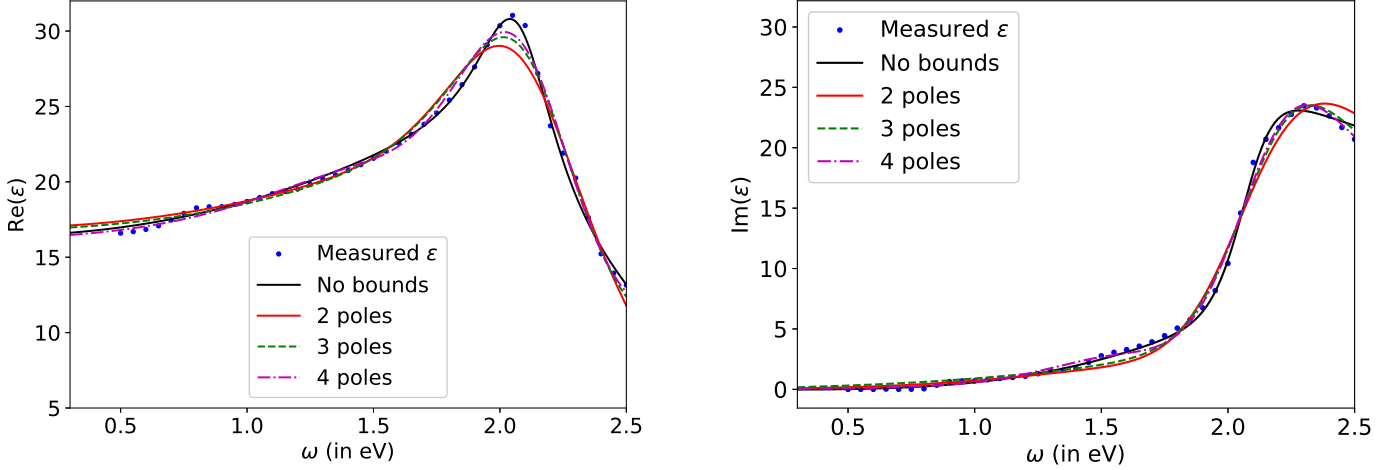 30
25
20
15
10
5
Re(ε)
0.5 1.0 1.5 2.0 2.5
ω (in eV)
Measured ε
No bounds
2 poles
3 poles
4 poles
30
25
20
15
10
5
0
Im(ε)
0.5 1.0 1.5 2.0 2.5
ω (in eV)
Measured ε
No bounds
2 poles
3 poles
4 poles